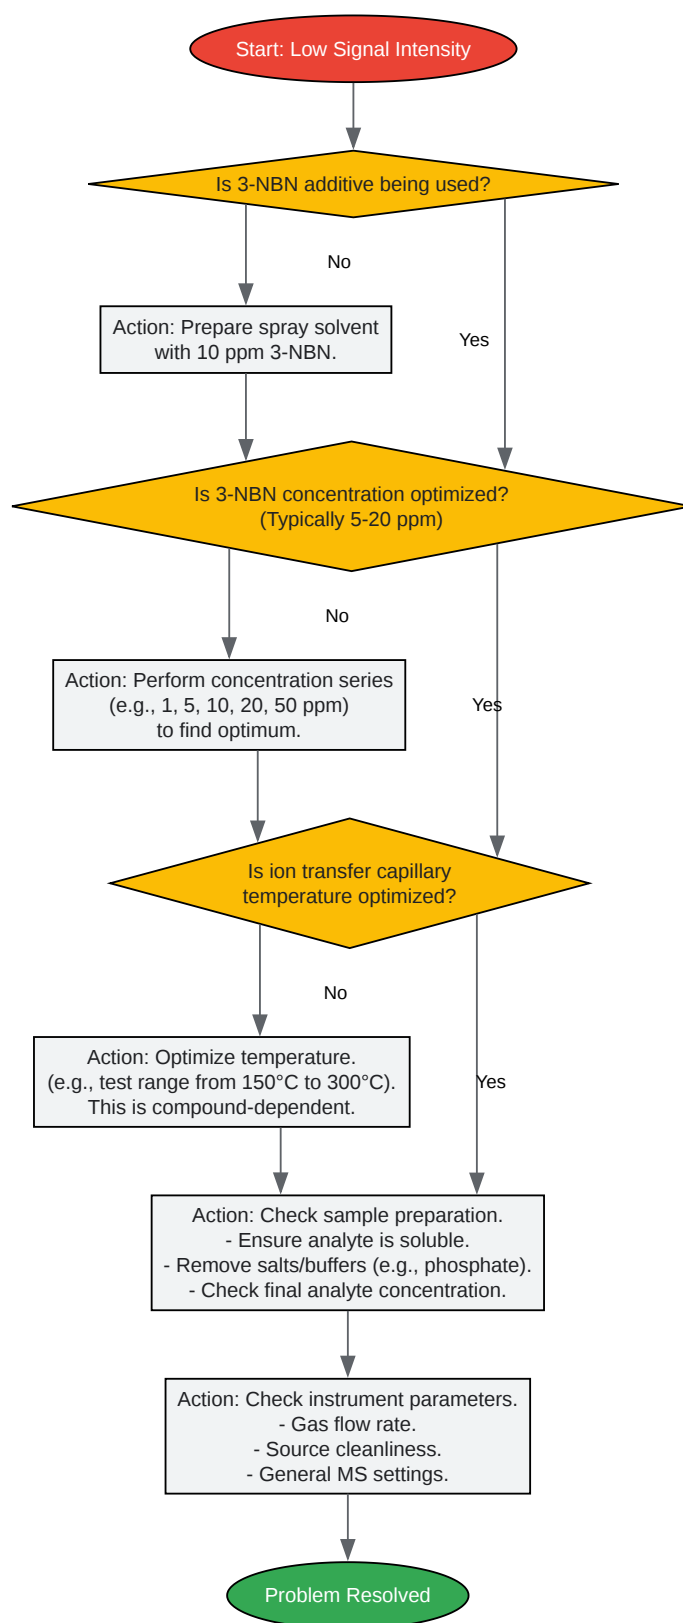 Start: Low Signal Intensity
Is 3-NBN additive being used?
No
Action: Prepare spray solvent
with 10 ppm 3-NBN.
Yes
Is 3-NBN concentration optimized?
(Typically 5-20 ppm)
No
Action: Perform concentration series
(e.g., 1, 5, 10, 20, 50 ppm)
to find optimum.
Yes
Is ion transfer capillary
temperature optimized?
No
Action: Optimize temperature.
(e.g., test range from 150°C to 300°C).
This is compound-dependent.
Yes
Action: Check sample preparation.
- Ensure analyte is soluble.
- Remove salts/buffers (e.g., phosphate).
- Check final analyte concentration.
Action: Check instrument parameters.
- Gas flow rate.
- Source cleanliness.
- General MS settings.
Problem Resolved